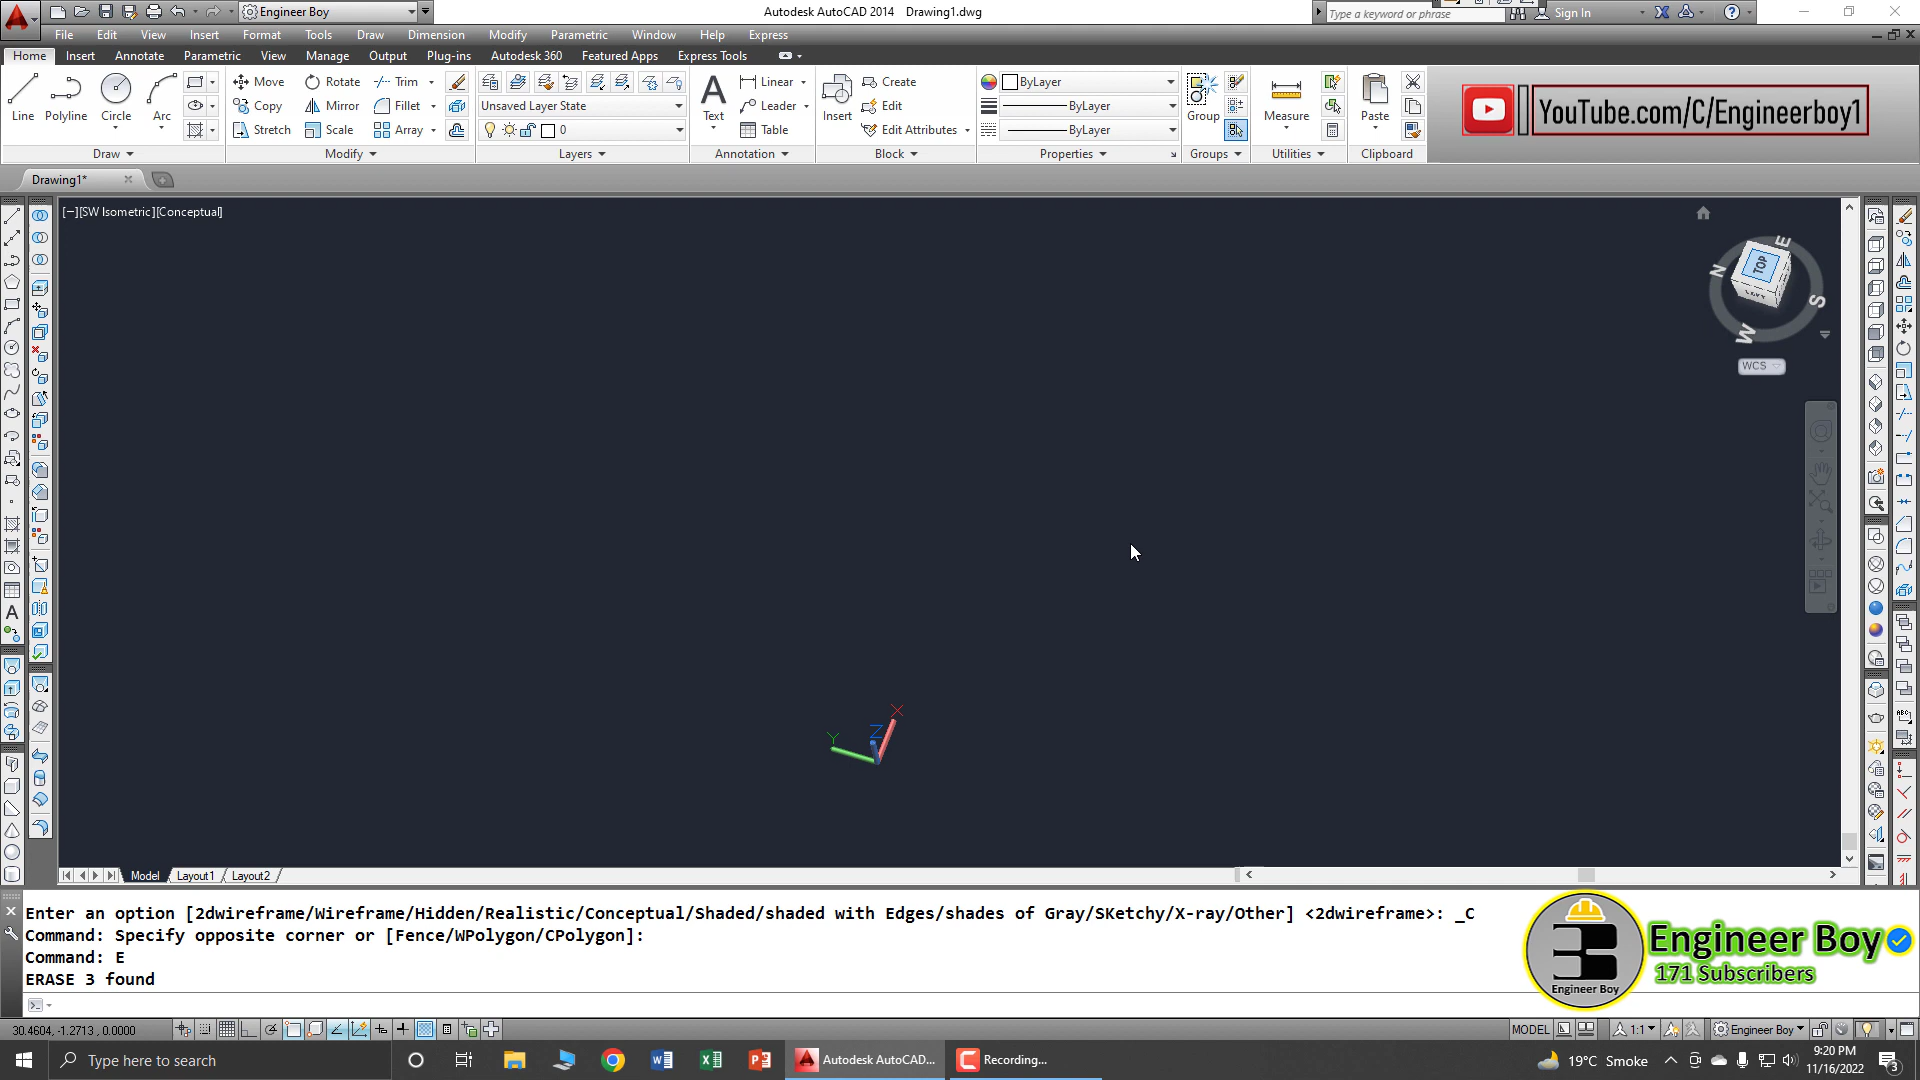 Engineer Boy
Autodesk AutoCAD 2014 Drawing1.dwg
Type a keyword or phrase
Sign In
File Edit View Insert Format Tools Draw Dimension Modify Parametric Window Help Express
Home Insert Annotate Parametric View Manage Output Plug-ins Autodesk 360 Featured Apps Express Tools
Line Polyline Circle Arc
Move Rotate Trim
Copy Mirror Fillet
Stretch Scale Array
Unsaved Layer State
0
Text
Linear
Leader
Table
Insert
Create
Edit
Edit Attributes
ByLayer
ByLayer
ByLayer
Group
Measure
Paste
Draw Modify Layers Annotation Block Properties Groups Utilities Clipboard
YouTube.com/C/Engineerboy1
Drawing1*
[−][SW Isometric][Conceptual]
N E S W
TOP
LEFT
WCS
X
Y Z
Model Layout1 Layout2
Enter an option [2dwireframe/Wireframe/Hidden/Realistic/Conceptual/Shaded/shaded with Edges/shades of Gray/SKetchy/X-ray/Other] <2dwireframe>: _C
Command: Specify opposite corner or [Fence/WPolygon/CPolygon]:
Command: E
ERASE 3 found
Engineer Boy
Engineer Boy
171 Subscribers
30.4604, -1.2713 , 0.0000
MODEL
1:1
Engineer Boy
Type here to search
Autodesk AutoCAD...
Recording...
19°C Smoke
9:20 PM
11/16/2022
3